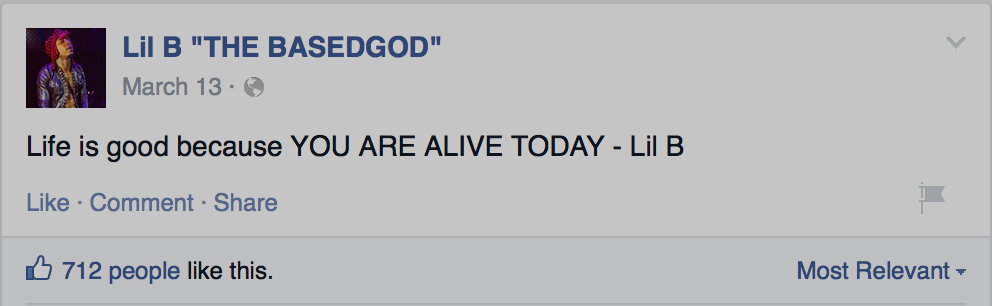 Lil B "THE BASEDGOD"
March 13 ·
Life is good because YOU ARE ALIVE TODAY - Lil B
Like · Comment · Share
712 people like this.
Most Relevant